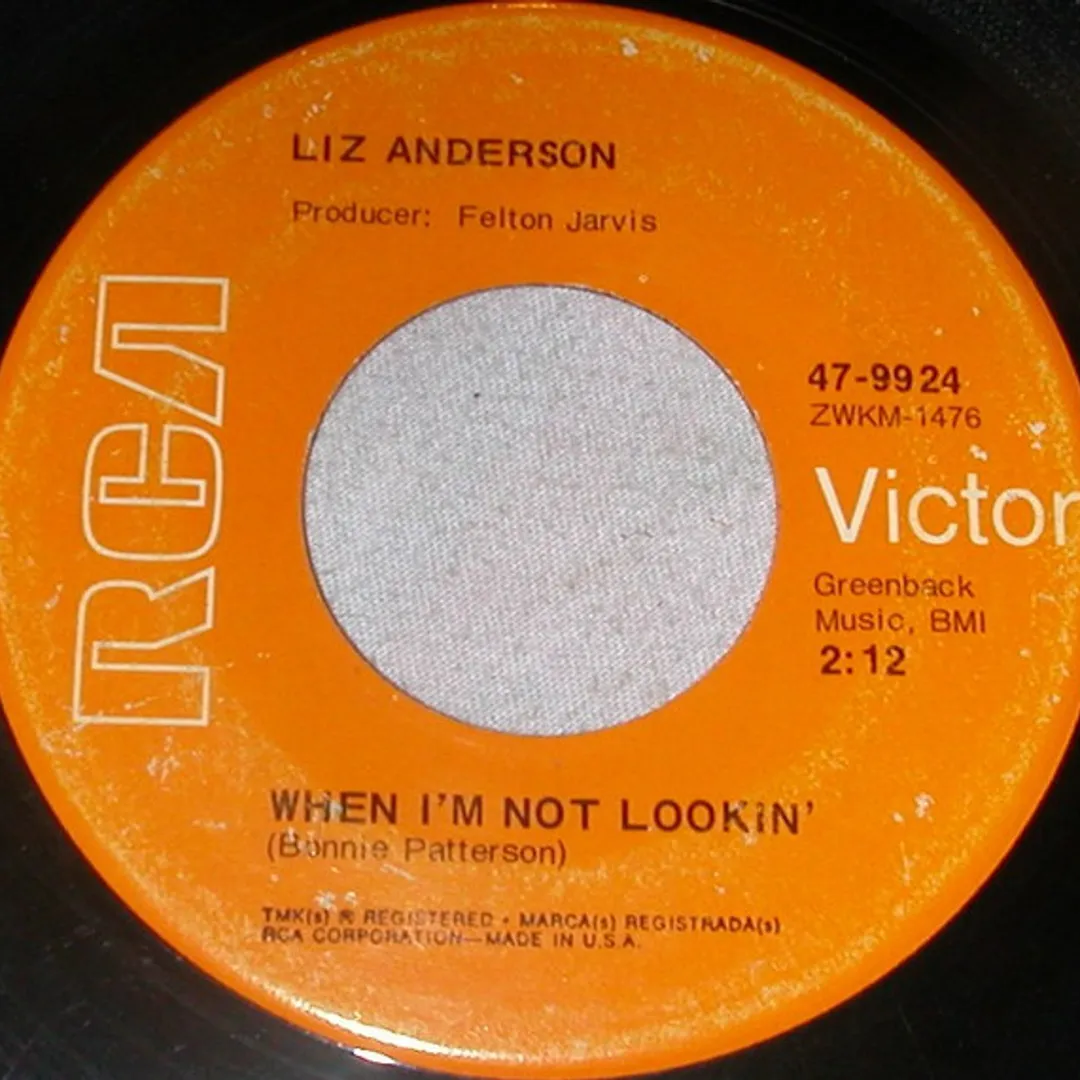 LIZ ANDERSON
Producer: Felton Jarvis
RCA
47-9924
ZWKM-1476
Victor
Greenback
Music, BMI
2:12
WHEN I'M NOT LOOKIN'
(Bonnie Patterson)
TMK(s) ® REGISTERED • MARCA(s) REGISTRADA(s)
RCA CORPORATION—MADE IN U.S.A.